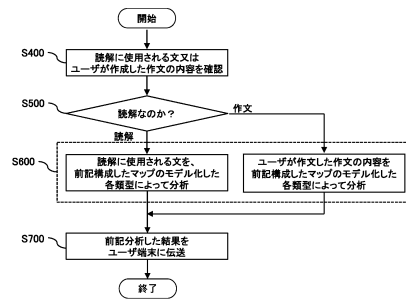 開始
S400
読解に使用される文又は
ユーザが作成した作文の内容を確認
S500
読解なのか？
作文
読解
S600
読解に使用される文を、
前記構成したマップのモデル化した
各類型によって分析
ユーザが作文した作文の内容を
前記構成したマップのモデル化した
各類型によって分析
S700
前記分析した結果を
ユーザ端末に伝送
終了